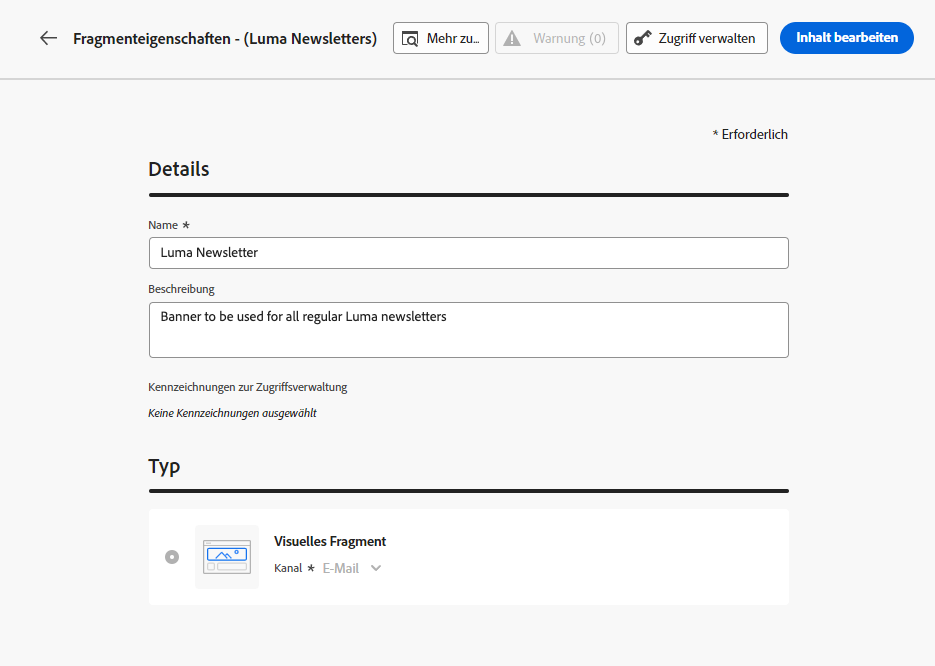 Fragmenteigenschaften - (Luma Newsletters)
Mehr zu...
Warnung (0)
Zugriff verwalten
Inhalt bearbeiten
* Erforderlich
Details
Name *
Luma Newsletter
Beschreibung
Banner to be used for all regular Luma newsletters
Kennzeichnungen zur Zugriffsverwaltung
Keine Kennzeichnungen ausgewählt
Typ
Visuelles Fragment
Kanal * E-Mail